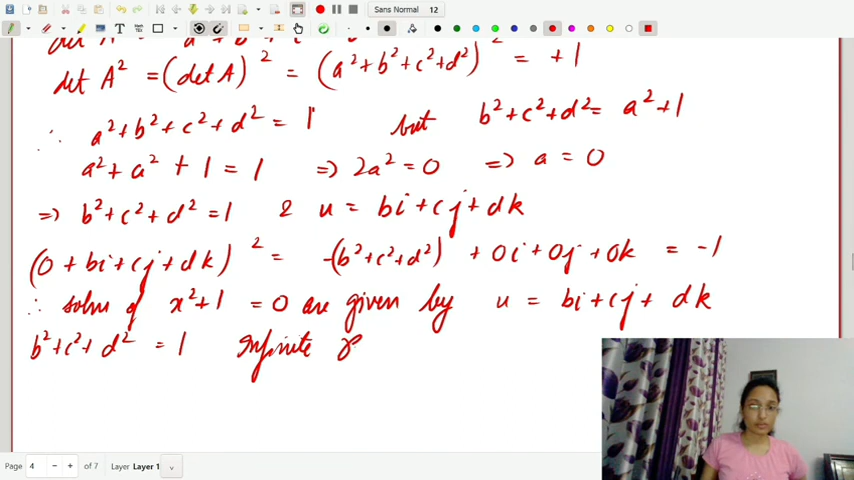 Sans Normal 12
det A² = (det A)² = (a² + b² + c² + d²)² = +1
∴ a² + b² + c² + d² = 1 but b² + c² + d² = a² + 1
a² + a² + 1 = 1 => 2a² = 0 => a = 0
=> b² + c² + d² = 1 & u = bi + cj + dk
(0 + bi + cj + dk)² = -(b² + c² + d²) + 0i + 0j + 0k = -1
∴ solns of x² + 1 = 0 are given by u = bi + cj + dk
b² + c² + d² = 1 Infinite
Page 4 of 7 Layer Layer 1